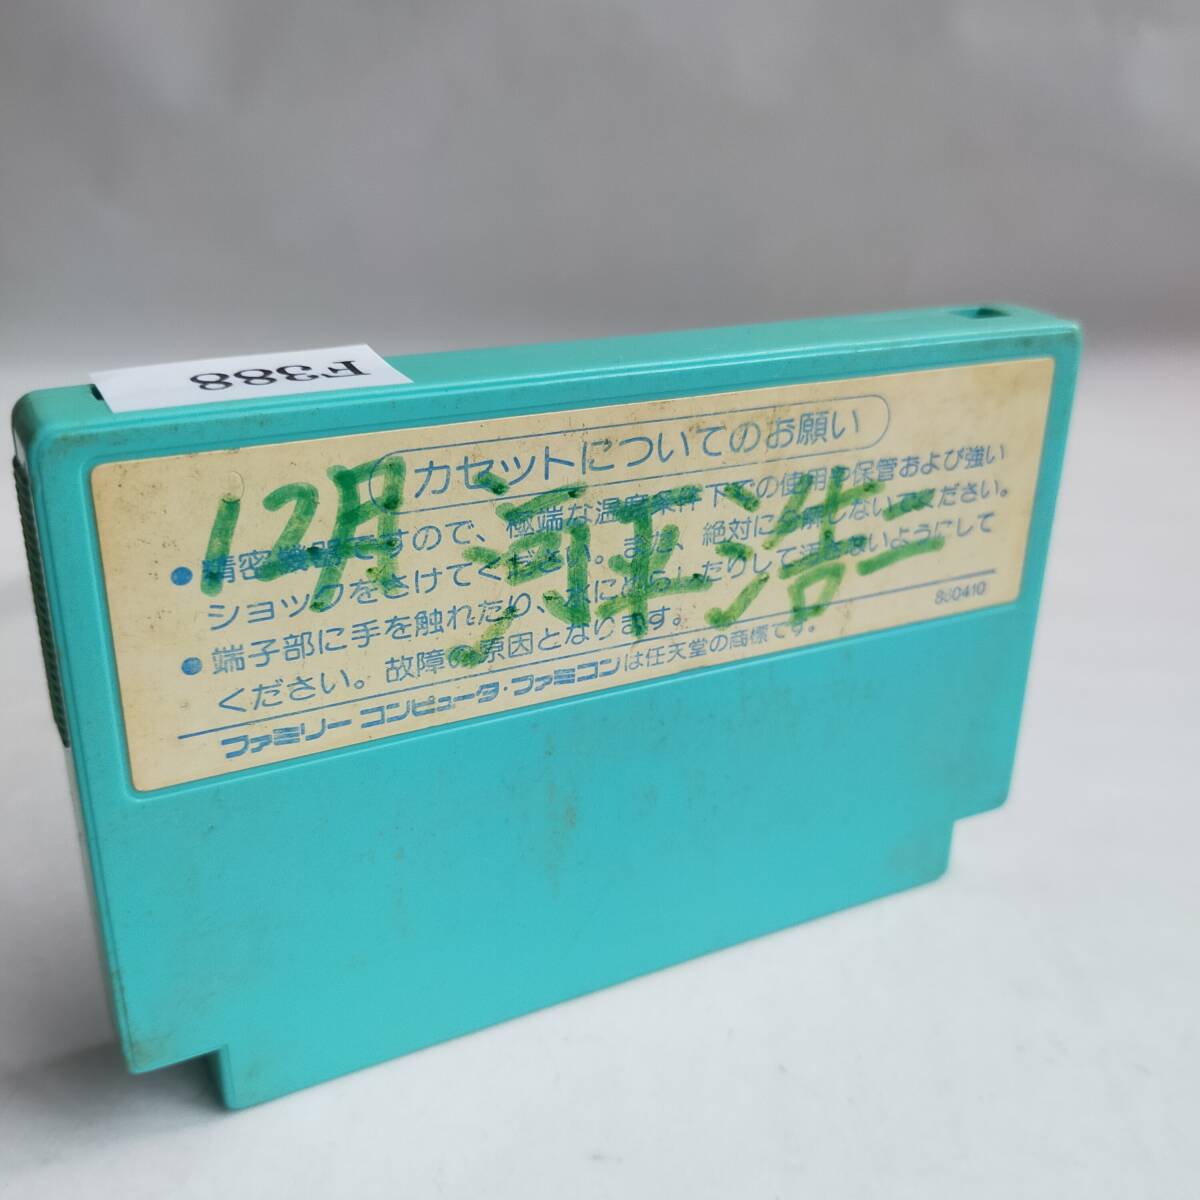 F388
カセットについてのお願い
12月 河平浩二
●精密機器ですので、極端な温度条件下での使用や保管および強い
ショックをさけてください。また、絶対に分解しないでください。
●端子部に手を触れたり、水にぬらしたりして汚さないようにして
ください。故障の原因となります。
880410
ファミリーコンピュータ・ファミコンは任天堂の商標です。